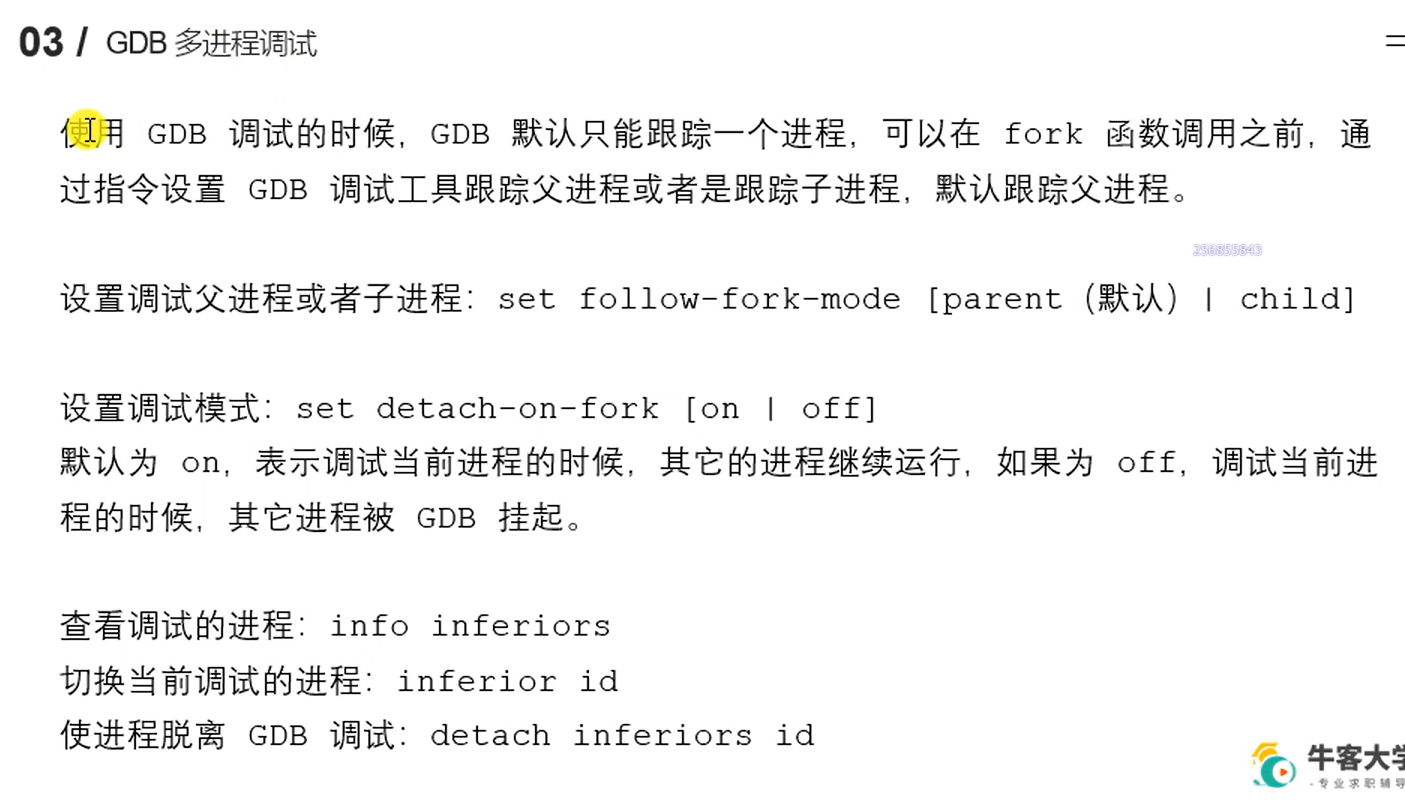 03 / GDB 多进程调试
使用 GDB 调试的时候，GDB 默认只能跟踪一个进程，可以在 fork 函数调用之前，通
过指令设置 GDB 调试工具跟踪父进程或者是跟踪子进程，默认跟踪父进程。
256855843
设置调试父进程或者子进程：set follow-fork-mode [parent（默认）| child]
设置调试模式：set detach-on-fork [on | off]
默认为 on，表示调试当前进程的时候，其它的进程继续运行，如果为 off，调试当前进
程的时候，其它进程被 GDB 挂起。
查看调试的进程：info inferiors
切换当前调试的进程：inferior id
使进程脱离 GDB 调试：detach inferiors id
牛客大学
-专业求职辅导